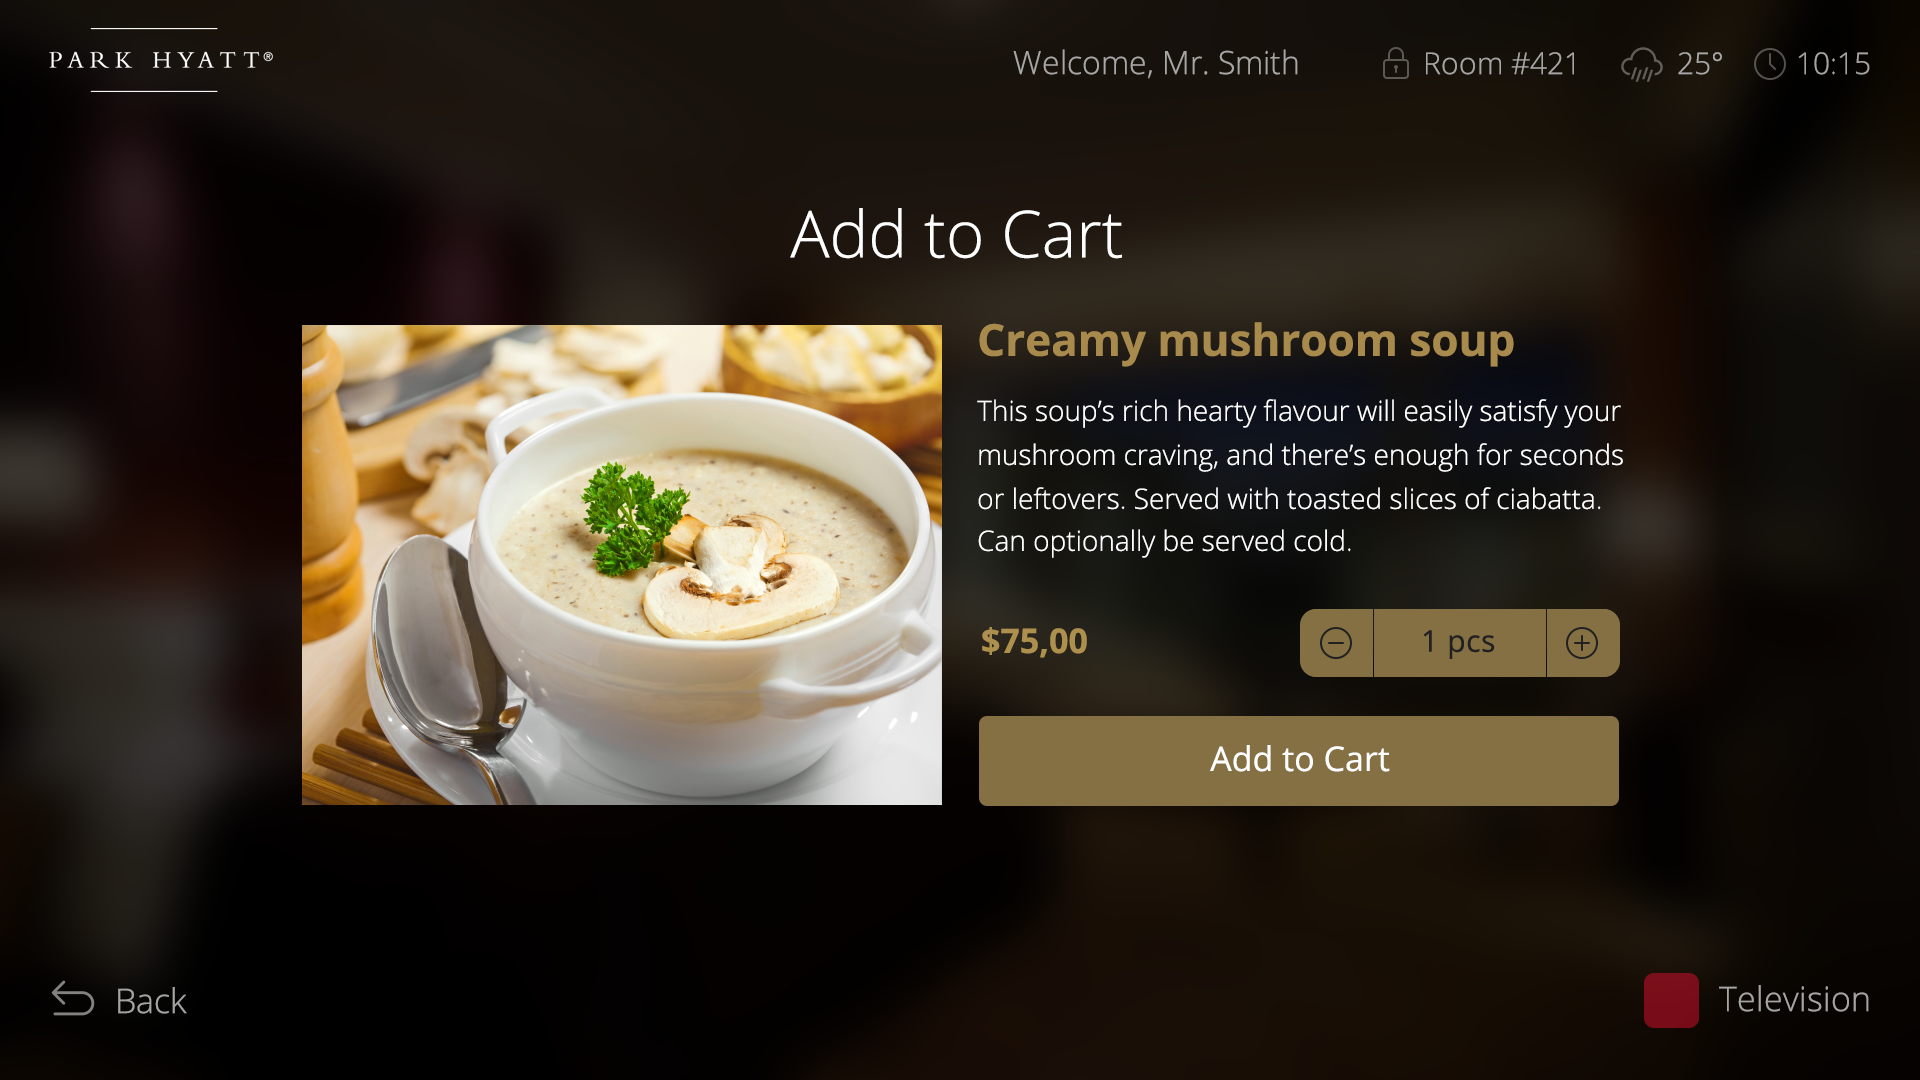 PARK HYATT®
Welcome, Mr. Smith
Room #421
25°
10:15
Add to Cart
Creamy mushroom soup
This soup’s rich hearty flavour will easily satisfy your
mushroom craving, and there’s enough for seconds
or leftovers. Served with toasted slices of ciabatta.
Can optionally be served cold.
$75,00
1 pcs
Add to Cart
Back
Television